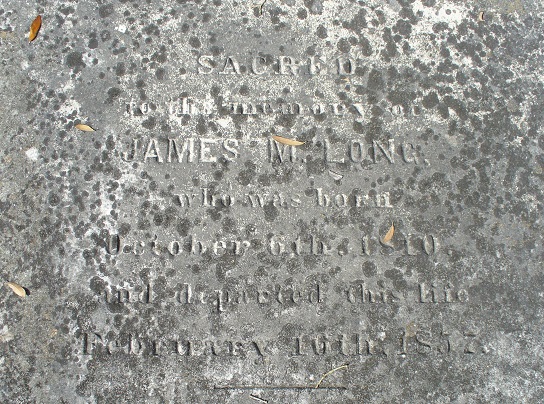 SACRED
to the memory of
JAMES M. LONG.
who was born
October 6th, 1810
and departed this life
February 16th, 1857.